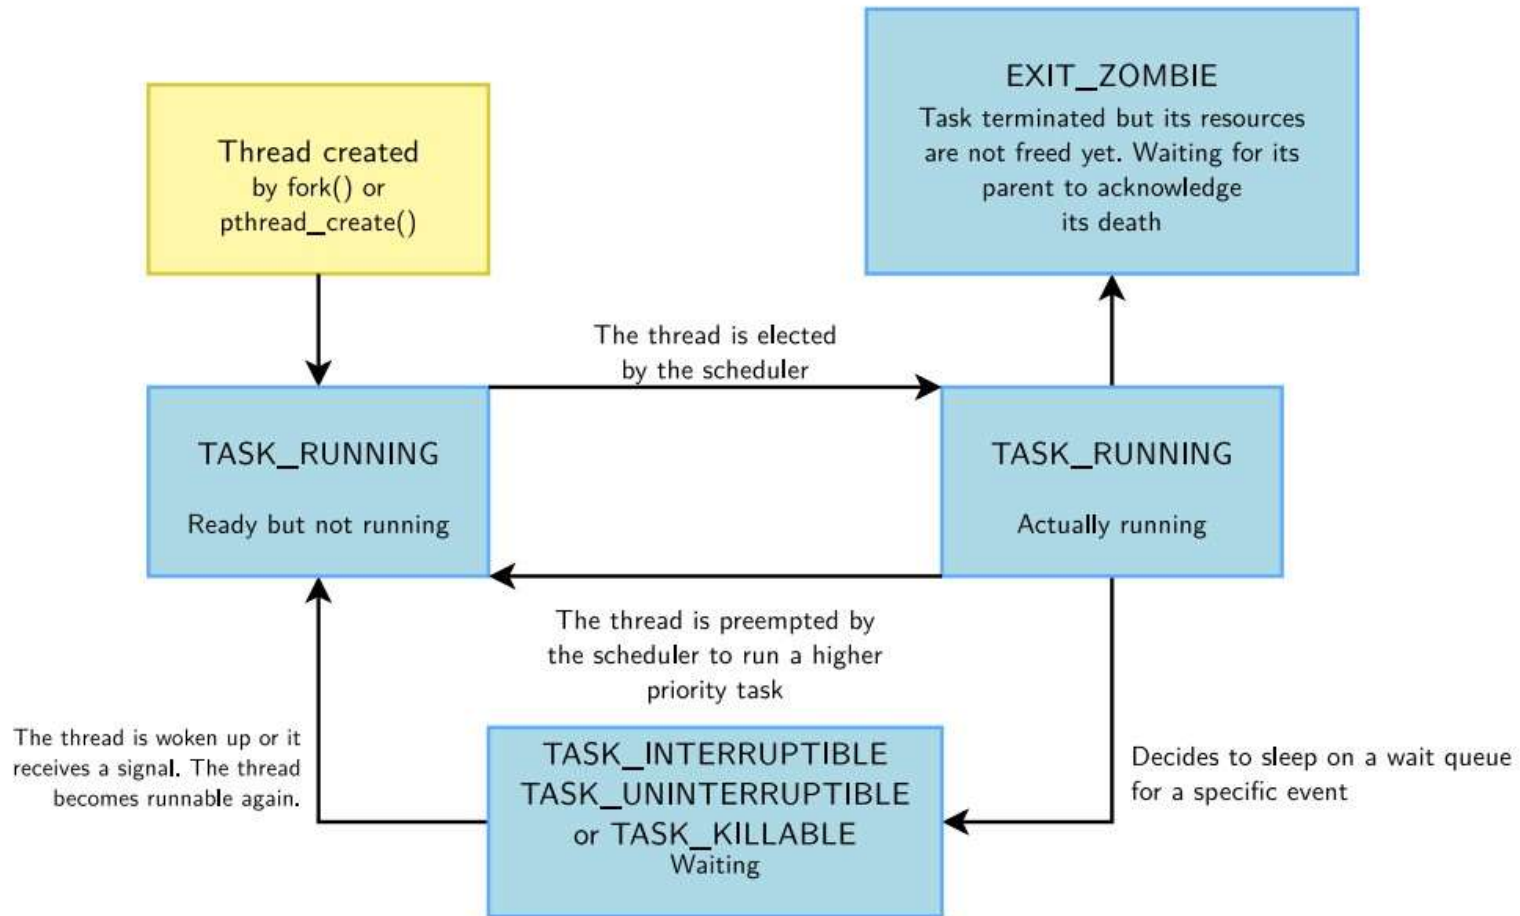 Thread created
by fork() or
pthread_create()
EXIT_ZOMBIE
Task terminated but its resources
are not freed yet. Waiting for its
parent to acknowledge
its death
The thread is elected
by the scheduler
TASK_RUNNING
Ready but not running
TASK_RUNNING
Actually running
The thread is preempted by
the scheduler to run a higher
priority task
The thread is woken up or it
receives a signal. The thread
becomes runnable again.
TASK_INTERRUPTIBLE
TASK_UNINTERRUPTIBLE
or TASK_KILLABLE
Waiting
Decides to sleep on a wait queue
for a specific event